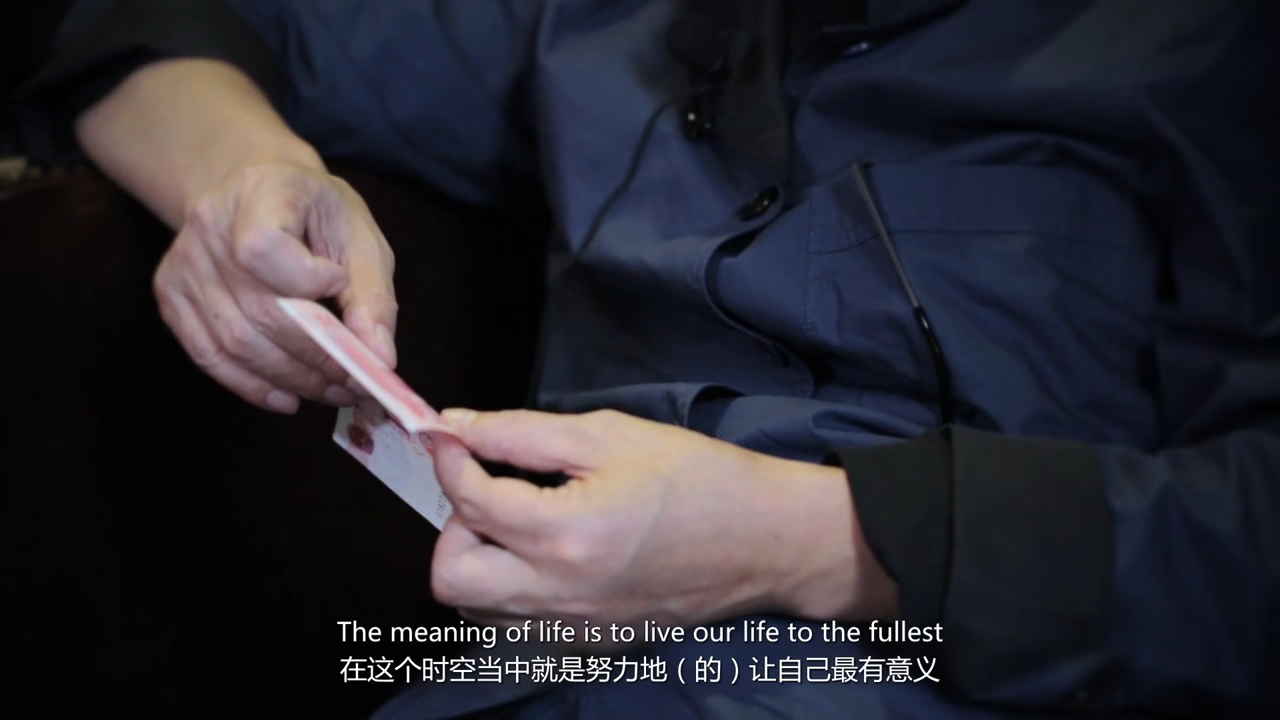 The meaning of life is to live our life to the fullest
在这个时空当中就是努力地（的）让自己最有意义